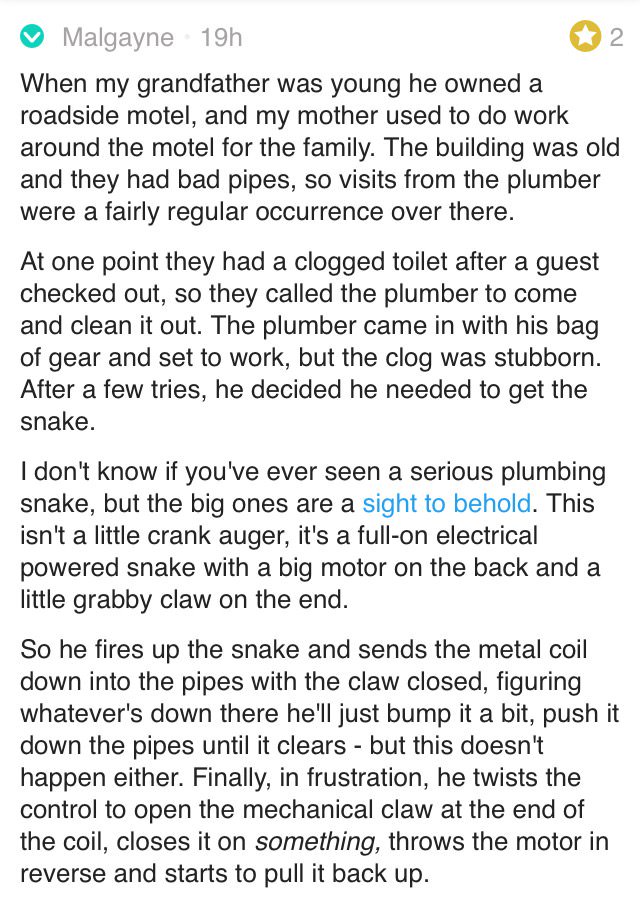 Malgayne • 19h 2
When my grandfather was young he owned a
roadside motel, and my mother used to do work
around the motel for the family. The building was old
and they had bad pipes, so visits from the plumber
were a fairly regular occurrence over there.
At one point they had a clogged toilet after a guest
checked out, so they called the plumber to come
and clean it out. The plumber came in with his bag
of gear and set to work, but the clog was stubborn.
After a few tries, he decided he needed to get the
snake.
I don't know if you've ever seen a serious plumbing
snake, but the big ones are a sight to behold. This
isn't a little crank auger, it's a full-on electrical
powered snake with a big motor on the back and a
little grabby claw on the end.
So he fires up the snake and sends the metal coil
down into the pipes with the claw closed, figuring
whatever's down there he'll just bump it a bit, push it
down the pipes until it clears - but this doesn't
happen either. Finally, in frustration, he twists the
control to open the mechanical claw at the end of
the coil, closes it on something, throws the motor in
reverse and starts to pull it back up.